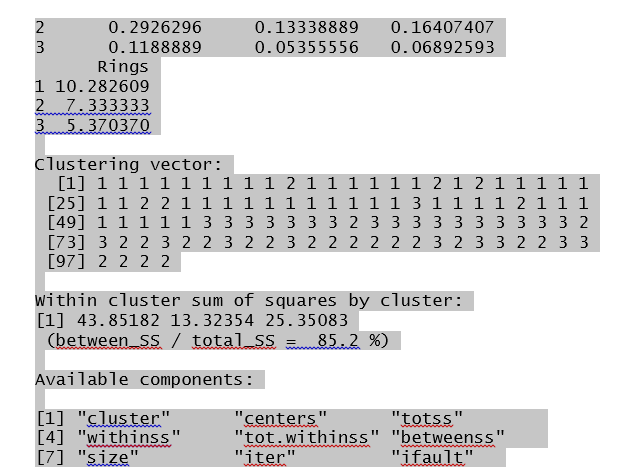 2 0.2926296 0.13338889 0.16407407
3 0.1188889 0.05355556 0.06892593
Rings
1 10.282609
2 7.333333
3 5.370370
Clustering vector:
[1] 1 1 1 1 1 1 1 1 1 2 1 1 1 1 1 1 2 1 2 1 1 1 1 1
[25] 1 1 2 2 1 1 1 1 1 1 1 1 1 1 1 3 1 1 1 1 2 1 1 1
[49] 1 1 1 1 1 3 3 3 3 3 3 3 2 3 3 3 3 3 3 3 3 3 3 2
[73] 3 2 2 3 2 2 3 2 2 3 2 2 2 2 2 2 3 2 3 3 2 2 3 3
[97] 2 2 2 2
Within cluster sum of squares by cluster:
[1] 43.85182 13.32354 25.35083
(between_SS / total_SS = 85.2 %)
Available components:
[1] "cluster" "centers" "totss"
[4] "withinss" "tot.withinss" "betweenss"
[7] "size" "iter" "ifault"